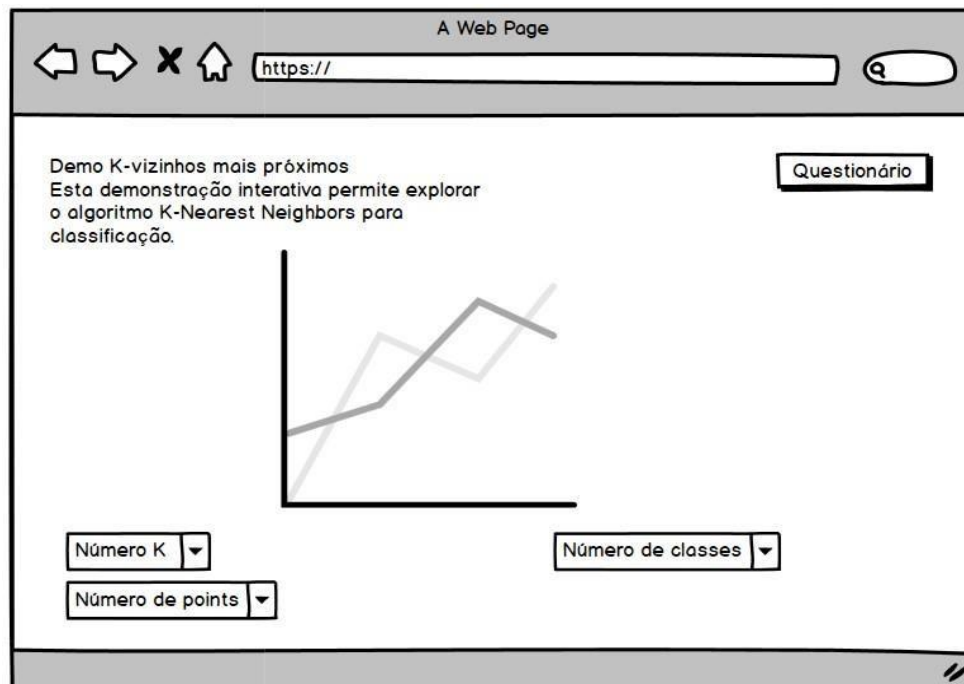 A Web Page
https://
Demo K-vizinhos mais próximos
Questionário
Esta demonstração interativa permite explorar
o algoritmo K-Nearest Neighbors para
classificação.
Número K
Número de classes
Número de points